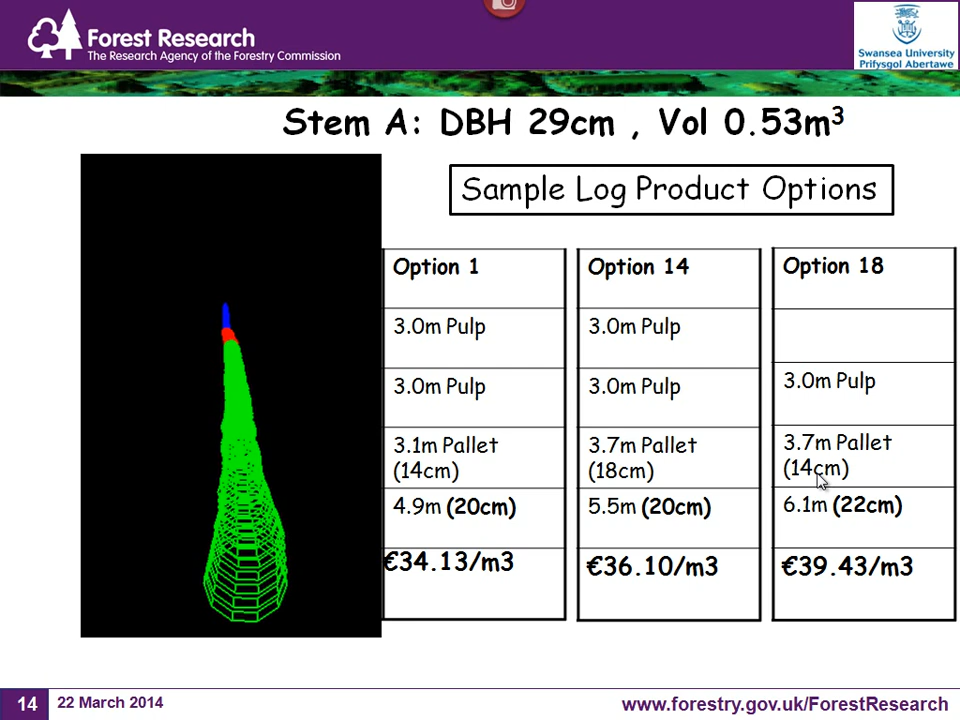 Forest Research
The Research Agency of the Forestry Commission
Swansea University
Prifysgol Abertawe
Stem A: DBH 29cm , Vol 0.53m3
Sample Log Product Options
Option 1
3.0m Pulp
3.0m Pulp
3.1m Pallet
(14cm)
4.9m (20cm)
€34.13/m3
Option 14
3.0m Pulp
3.0m Pulp
3.7m Pallet
(18cm)
5.5m (20cm)
€36.10/m3
Option 18
3.0m Pulp
3.7m Pallet
(14cm)
6.1m (22cm)
€39.43/m3
14
22 March 2014
www.forestry.gov.uk/ForestResearch